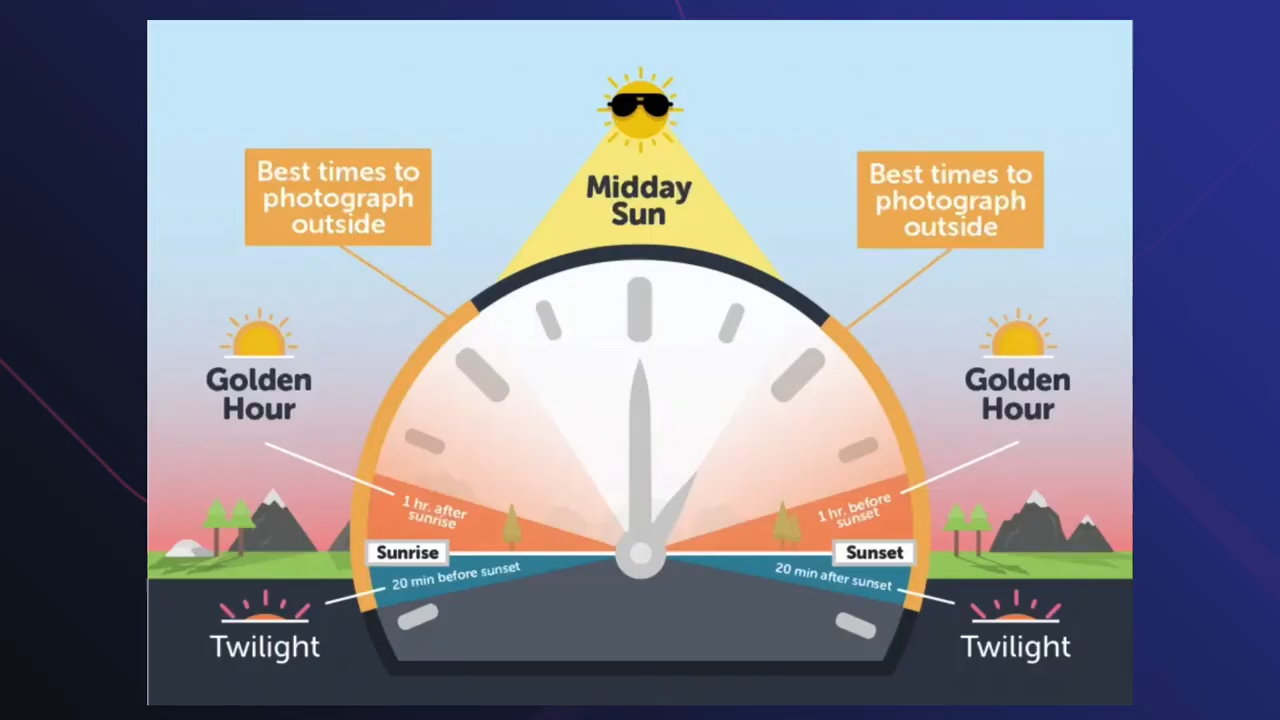 Midday
Sun
Best times to
photograph
outside
Best times to
photograph
outside
Golden
Hour
Golden
Hour
1 hr. after
sunrise
1 hr. before
sunset
Sunrise
Sunset
20 min before sunset
20 min after sunset
Twilight
Twilight